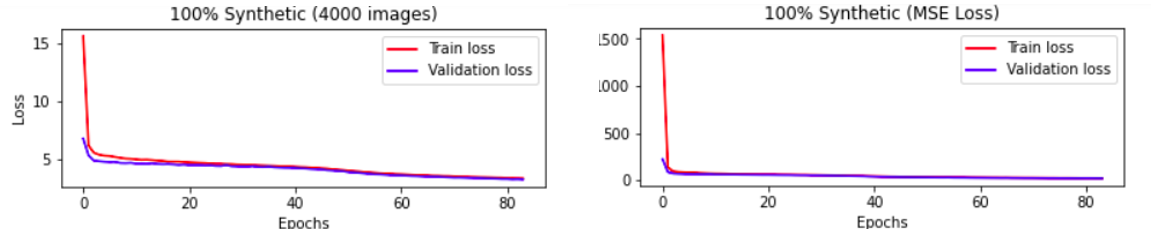 100% Synthetic (4000 images)
15
10
5
Loss
Train loss
Validation loss
0
20
40
60
80
Epochs
100% Synthetic (MSE Loss)
1500
1000
500
0
Train loss
Validation loss
0
20
40
60
80
Epochs